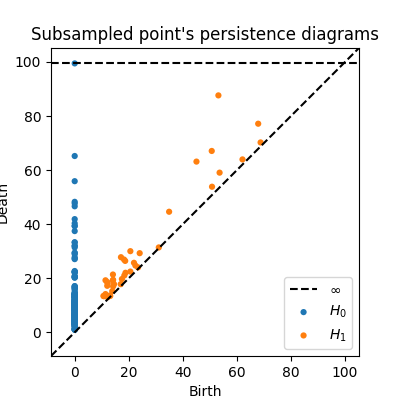 Subsampled point's persistence diagrams
100
80
60
40
20
0
Death
0 20 40 60 80 100
Birth
∞
H₀
H₁